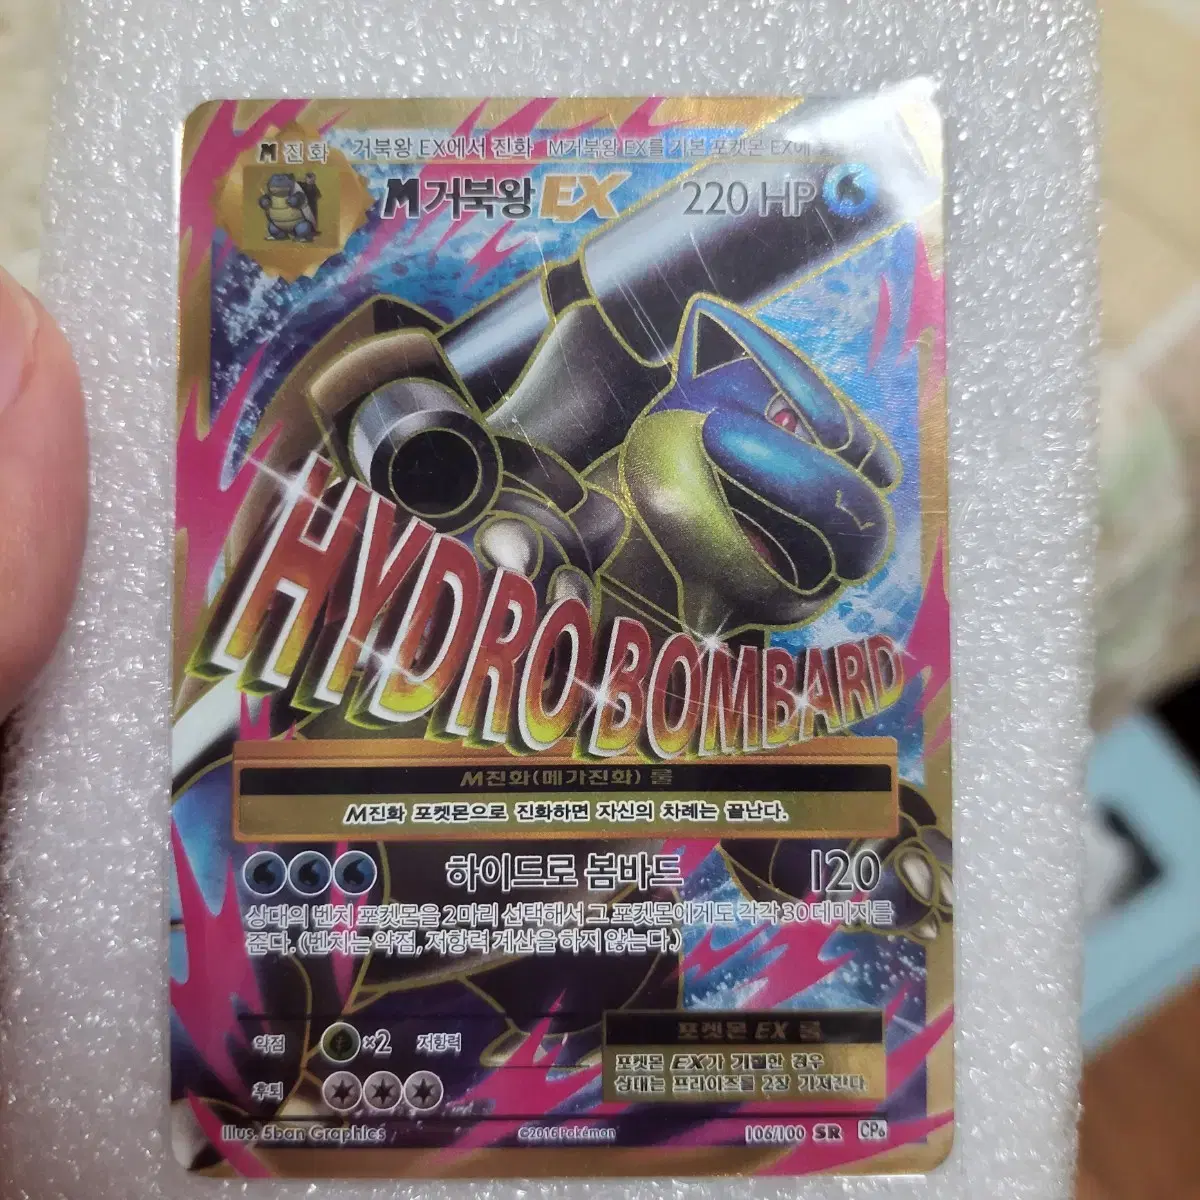 M진화
거북왕 EX에서 진화 M거북왕 EX를 기본 포켓몬 EX에
M거북왕EX 220 HP
HYDRO BOMBARD
M진화(메가진화) 룰
M진화 포켓몬으로 진화하면 자신의 차례는 끝난다.
하이드로 봄바드 120
상대의 벤치 포켓몬을 2마리 선택해서 그 포켓몬에게도 각각 30 데미지를
준다. (벤치는 약점, 저항력 계산을 하지 않는다.)
약점 ×2 저항력
포켓몬 EX 룰
포켓몬 EX가 기절한 경우
상대는 프라이즈를 2장 가져간다.
후퇴
Illus. 5ban Graphics ©2016 Pokémon 106/100 SR CP6